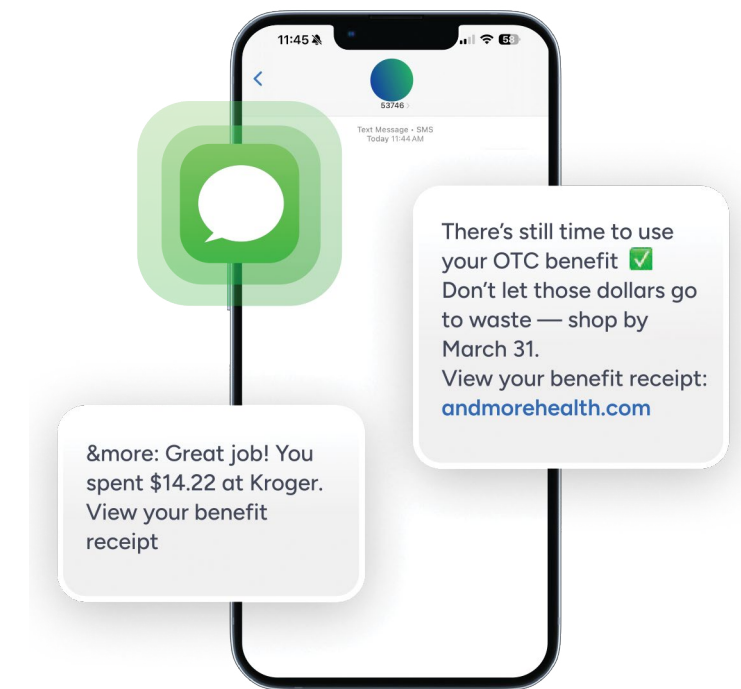 11:45
58
53746 >
Text Message • SMS
Today 11:44 AM
There’s still time to use
your OTC benefit ✅
Don’t let those dollars go
to waste — shop by
March 31.
View your benefit receipt:
andmorehealth.com
&more: Great job! You
spent $14.22 at Kroger.
View your benefit
receipt